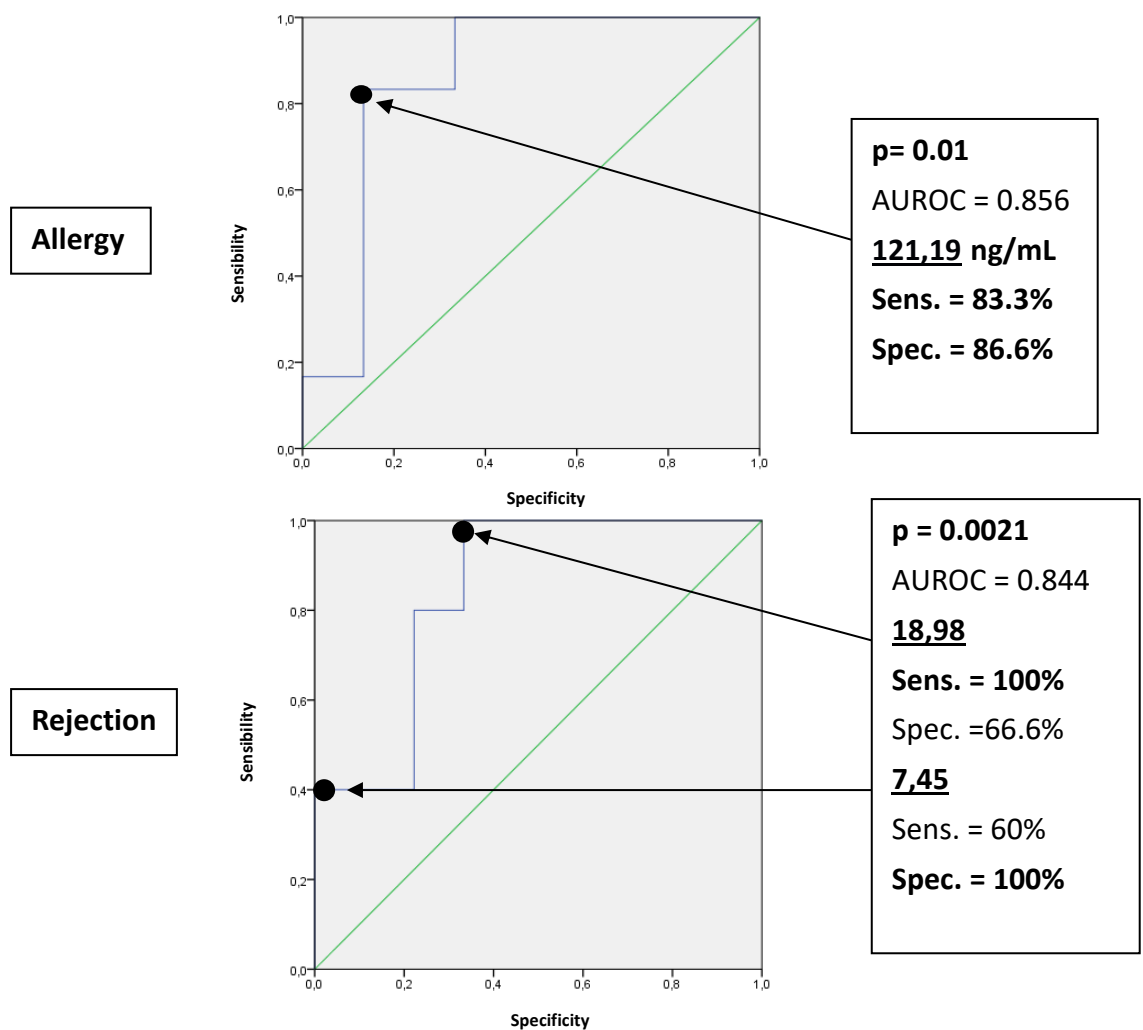 Allergy
Sensibility
1,0
0,8
0,6
0,4
0,2
0,0
0,0 0,2 0,4 0,6 0,8 1,0
Specificity
p= 0.01
AUROC = 0.856
121,19 ng/mL
Sens. = 83.3%
Spec. = 86.6%
Rejection
Sensibility
1,0
0,8
0,6
0,4
0,2
0,0
0,0 0,2 0,4 0,6 0,8 1,0
Specificity
p = 0.0021
AUROC = 0.844
18,98
Sens. = 100%
Spec. =66.6%
7,45
Sens. = 60%
Spec. = 100%